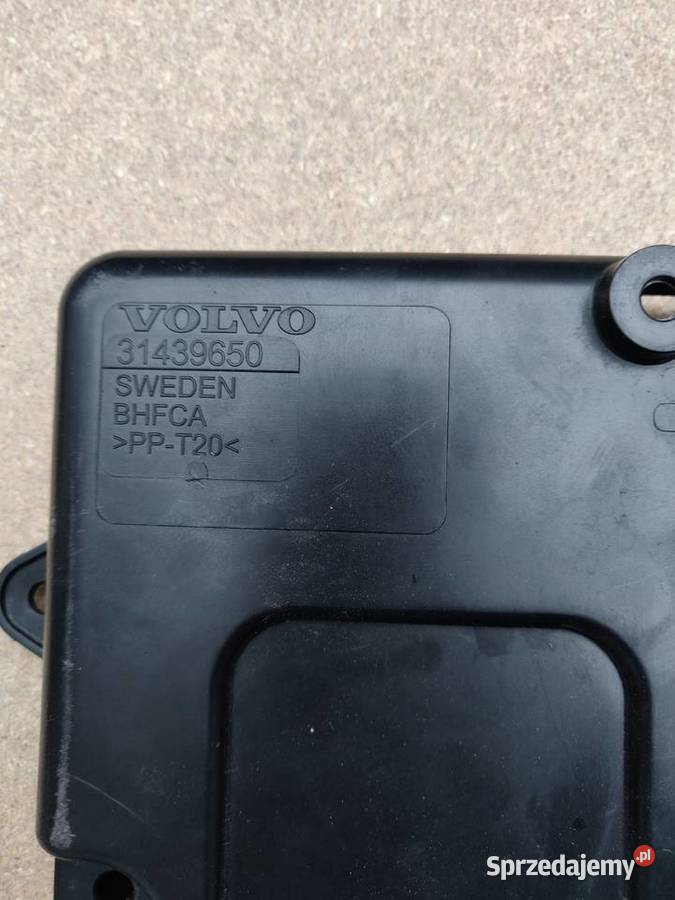 VOLVO
31439650
SWEDEN
BHFCA
>PP-T20<
Sprzedajemy.pl